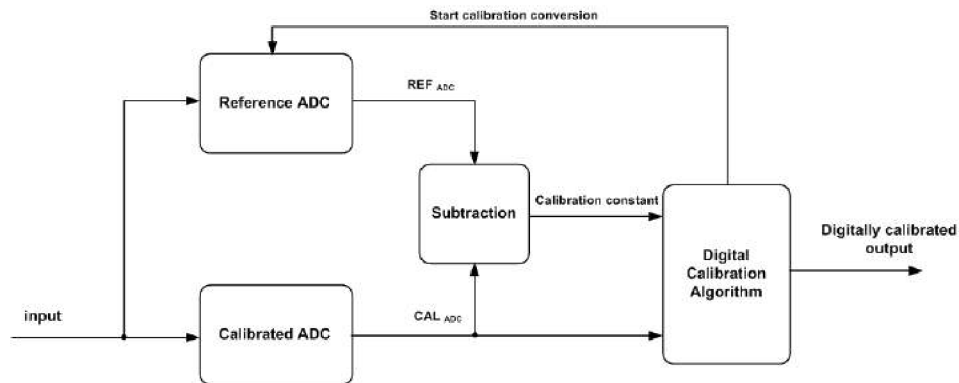 Start calibration conversion
Reference ADC
REF ADC
Subtraction
Calibration constant
Digitally calibrated
output
Digital
Calibration
Algorithm
input
Calibrated ADC
CAL ADC